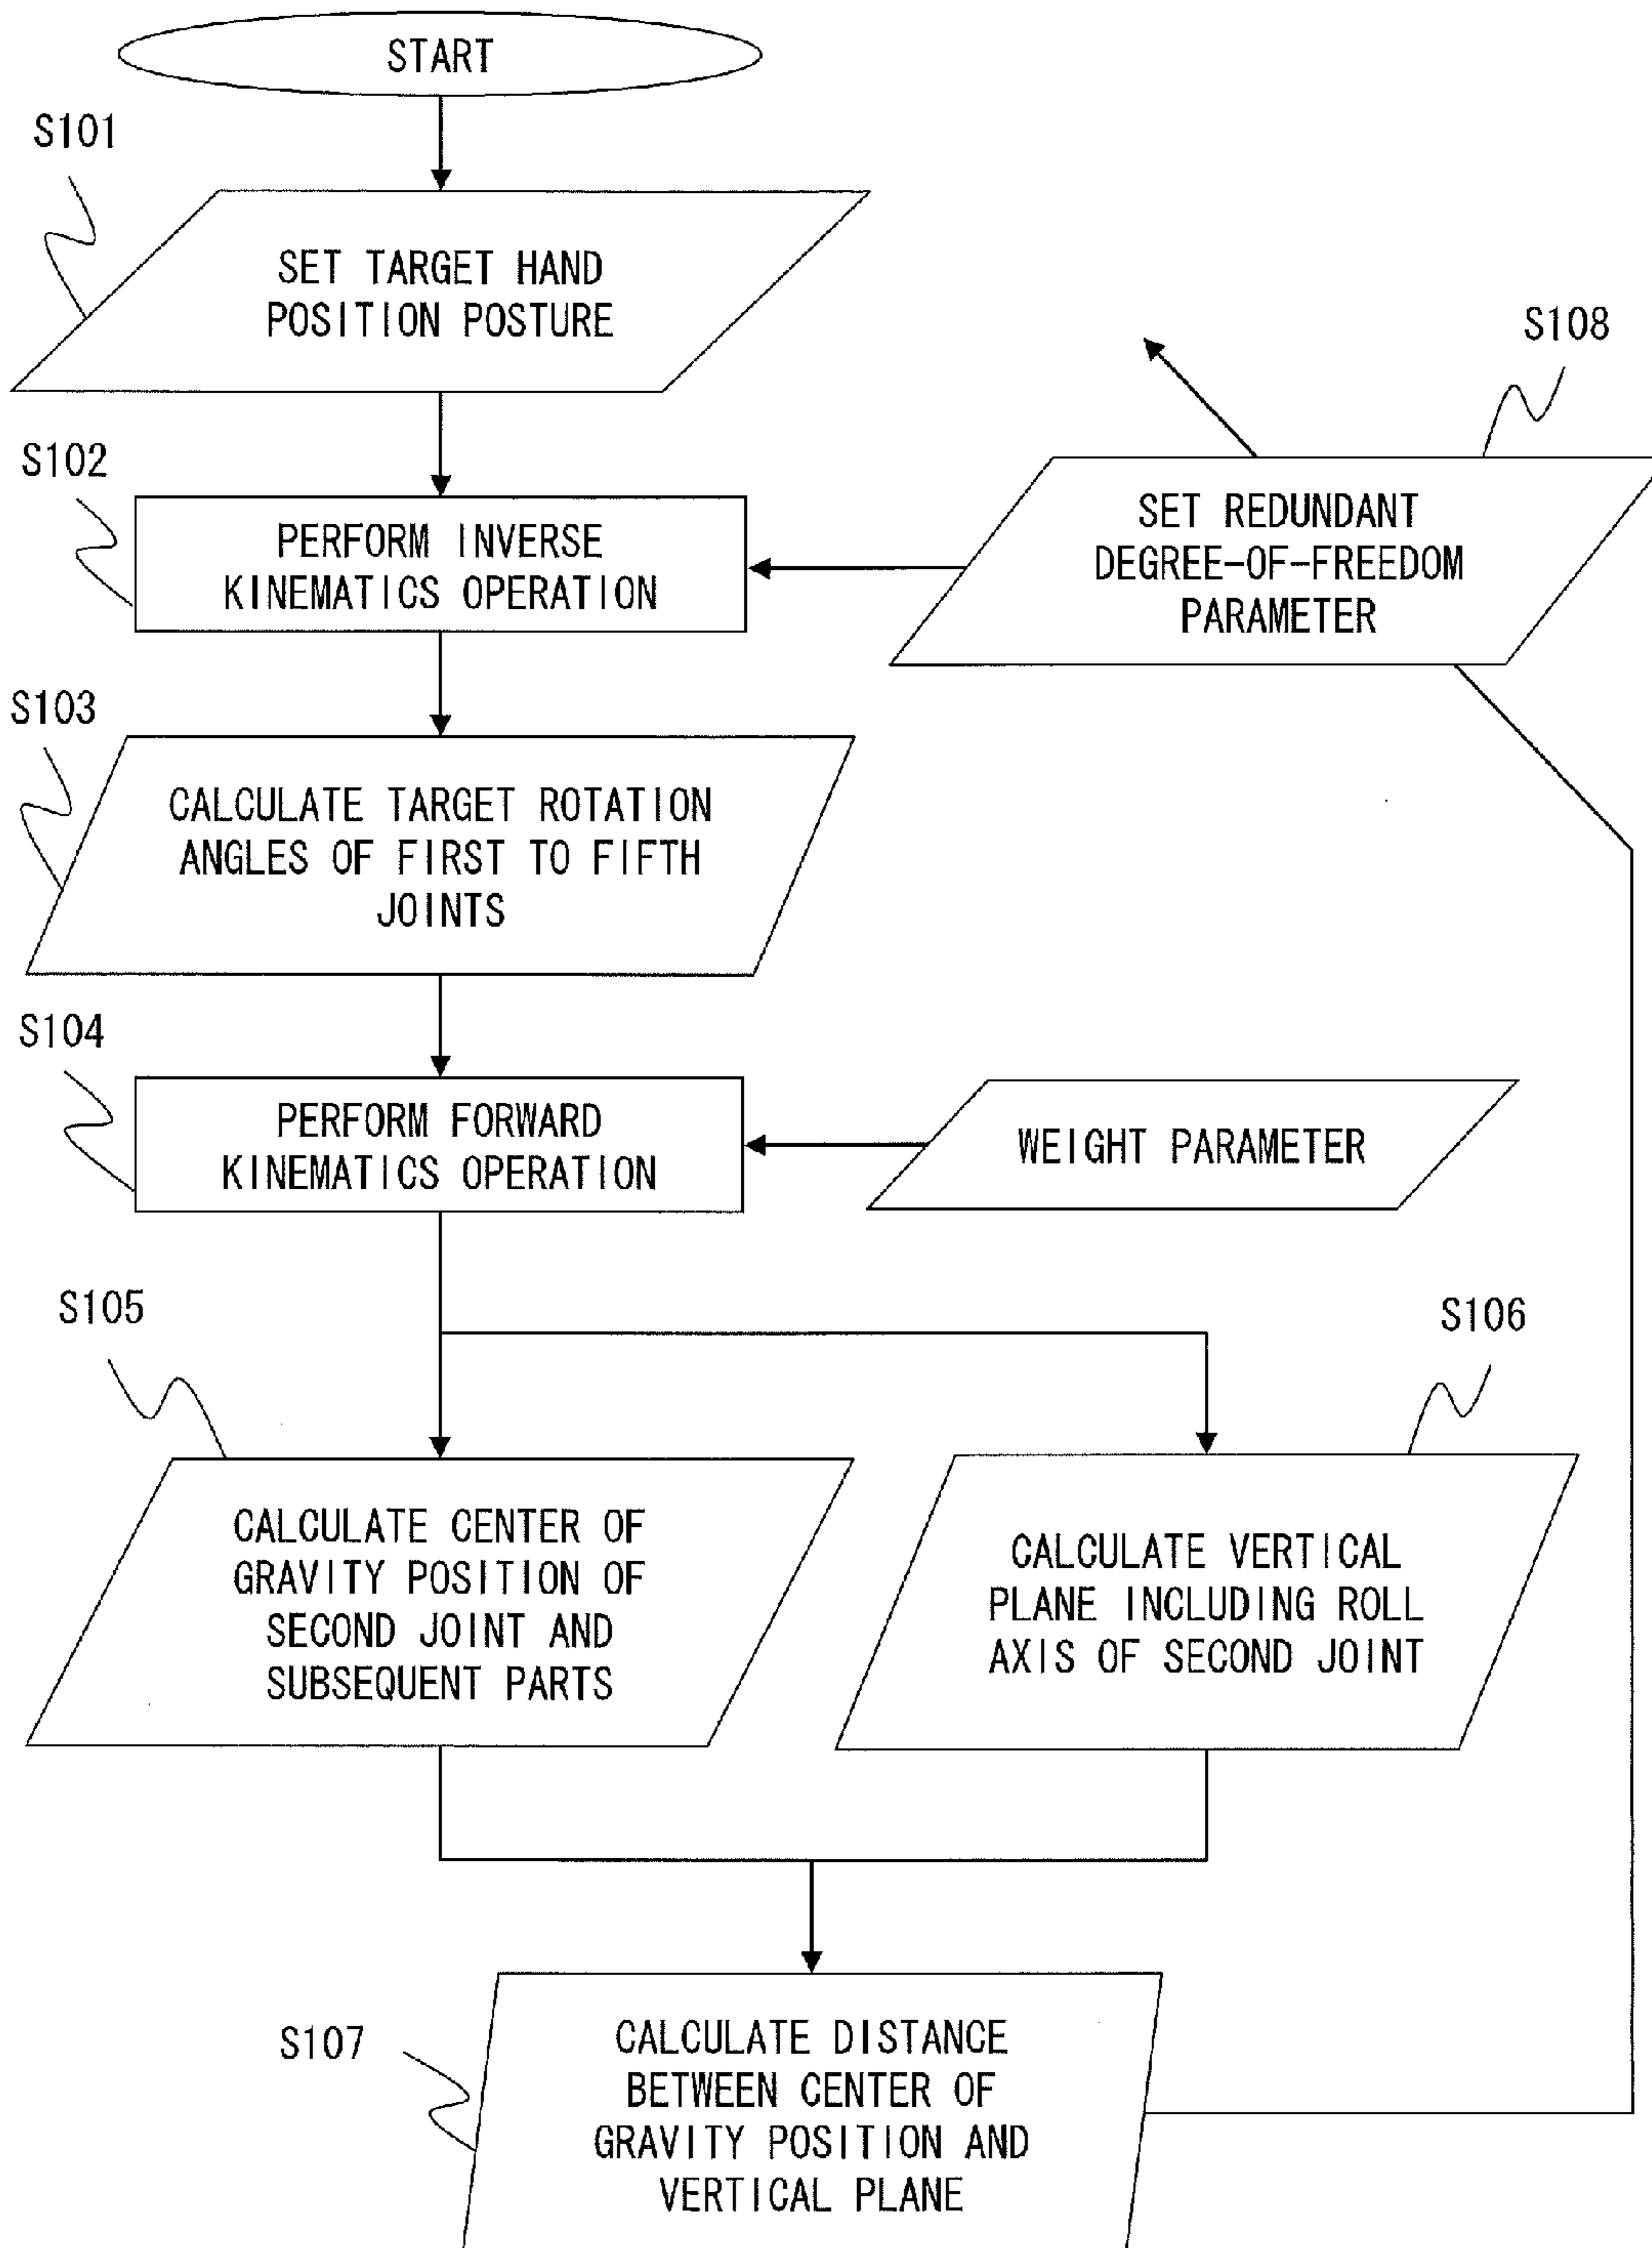 START
S101
SET TARGET HAND
POSITION POSTURE
S108
S102
PERFORM INVERSE
KINEMATICS OPERATION
SET REDUNDANT
DEGREE-OF-FREEDOM
PARAMETER
S103
CALCULATE TARGET ROTATION
ANGLES OF FIRST TO FIFTH
JOINTS
S104
PERFORM FORWARD
KINEMATICS OPERATION
WEIGHT PARAMETER
S105
S106
CALCULATE CENTER OF
GRAVITY POSITION OF
SECOND JOINT AND
SUBSEQUENT PARTS
CALCULATE VERTICAL
PLANE INCLUDING ROLL
AXIS OF SECOND JOINT
S107
CALCULATE DISTANCE
BETWEEN CENTER OF
GRAVITY POSITION AND
VERTICAL PLANE